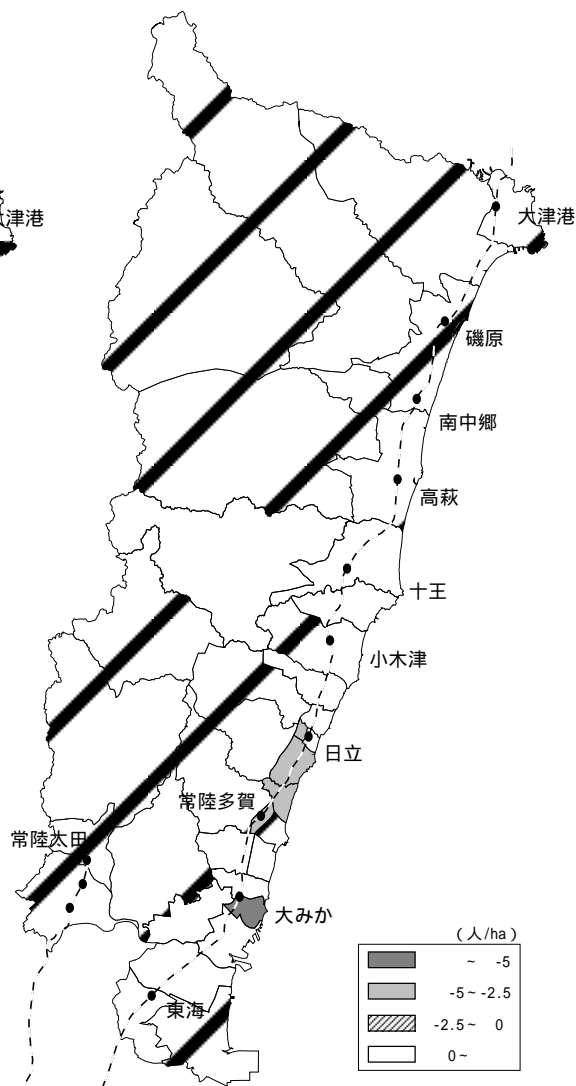 津港
大津港
磯原
南中郷
高萩
十王
小木津
日立
常陸多賀
常陸太田
大みか
東海
（人/ha）
～ -5
-5～-2.5
-2.5～ 0
0～